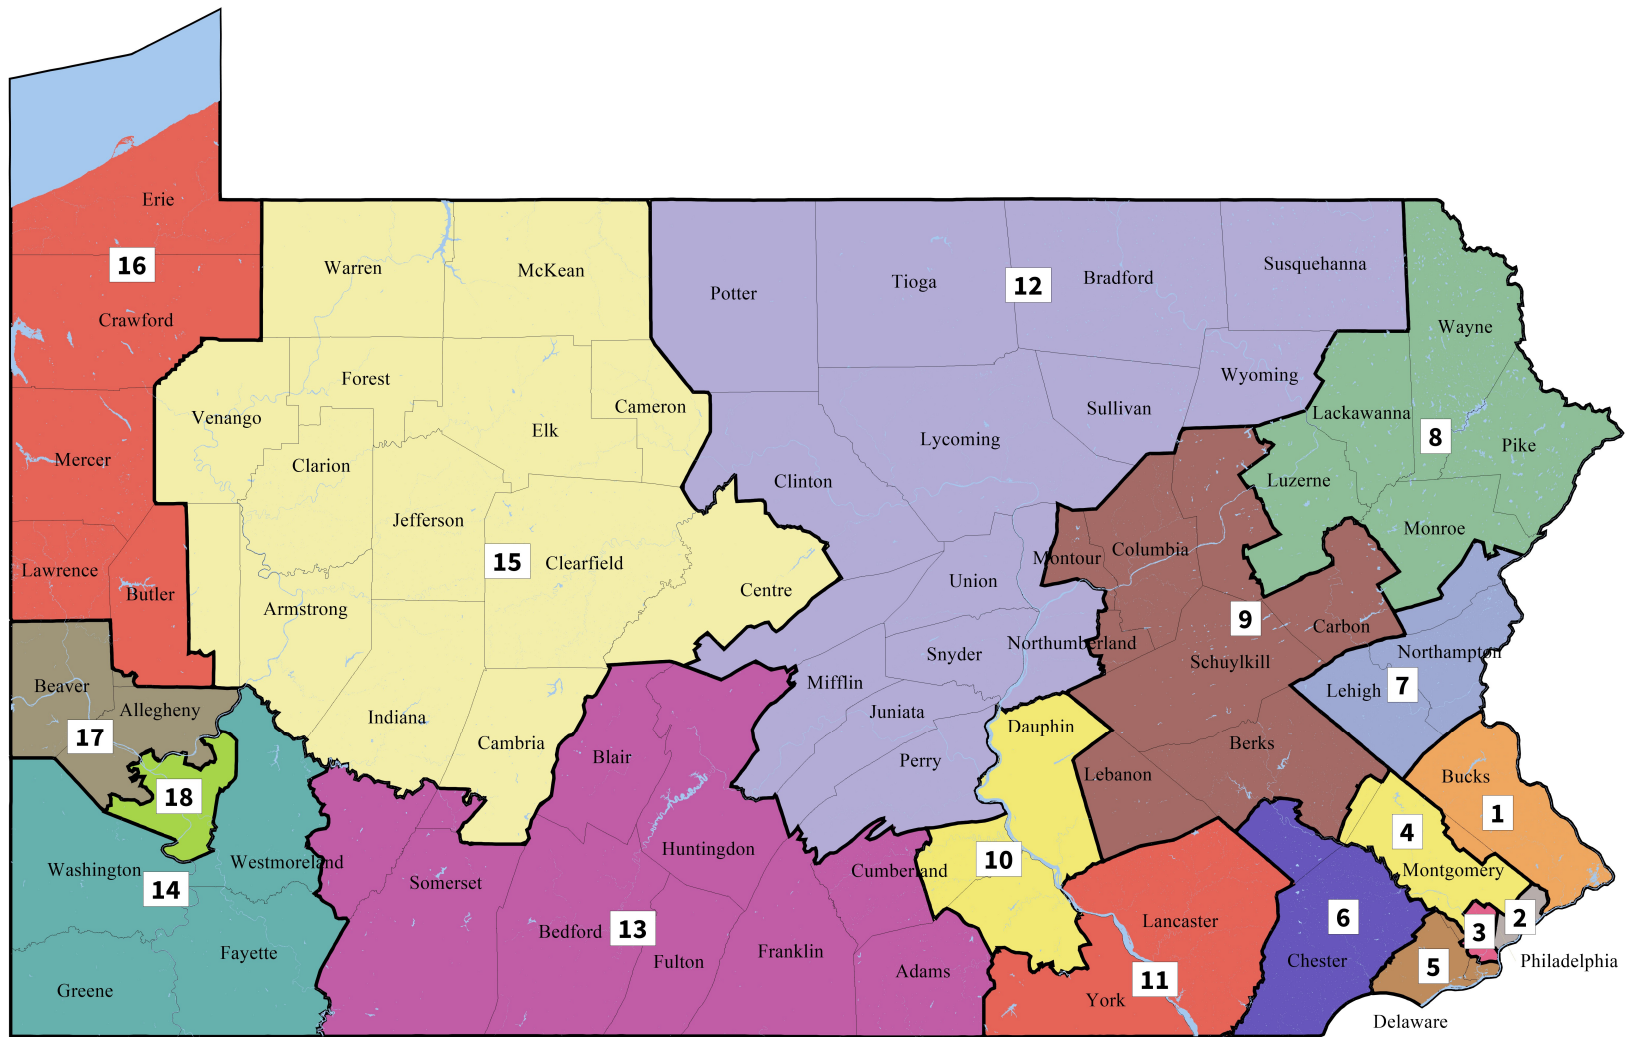 Erie
16
Crawford
Warren
McKean
Potter
Tioga
12
Bradford
Susquehanna
Wayne
Forest
Venango
Cameron
Elk
Lycoming
Sullivan
Wyoming
Lackawanna
8
Pike
Mercer
Clarion
Jefferson
15
Clearfield
Clinton
Luzerne
Monroe
Lawrence
Butler
Armstrong
Centre
Union
Montour
Columbia
9
Carbon
Beaver
Allegheny
17
Indiana
Cambria
Blair
Mifflin
Snyder
Northumberland
Schuylkill
Northampton
Lehigh
7
Juniata
Dauphin
Perry
Lebanon
Berks
Bucks
1
18
Washington
14
Westmoreland
Somerset
Huntingdon
Cumberland
10
4
Montgomery
Fayette
Greene
Bedford
13
Fulton
Franklin
Adams
Lancaster
11
York
6
Chester
2
3
5
Philadelphia
Delaware